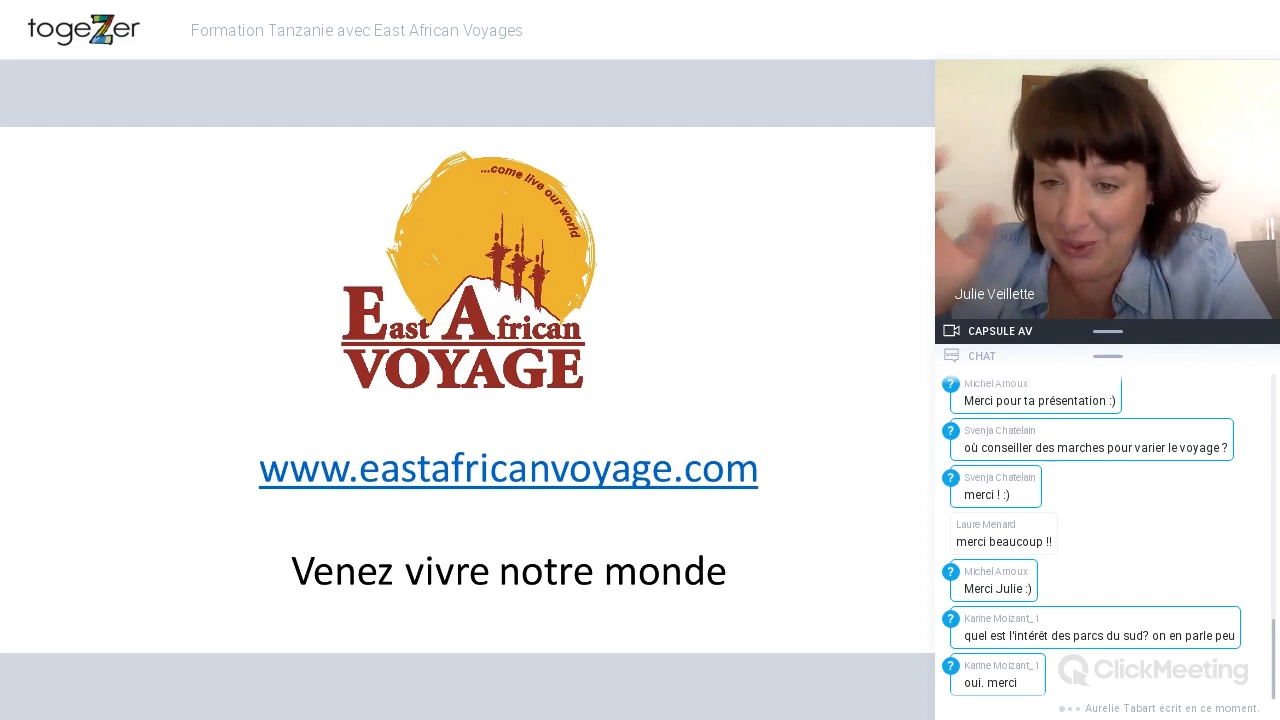 togeZer
Formation Tanzanie avec East African Voyages
...come live our world
East African
VOYAGE
www.eastafricanvoyage.com
Venez vivre notre monde
Julie Veillette
CAPSULE AV
CHAT
Michel Arnoux
Merci pour ta présentation :)
Svenja Chatelain
où conseiller des marches pour varier le voyage ?
Svenja Chatelain
merci ! :)
Laure Menard
merci beaucoup !!
Michel Arnoux
Merci Julie :)
Karine Moizant_1
quel est l'intérêt des parcs du sud? on en parle peu
Karine Moizant_1
oui. merci
ClickMeeting
Aurelie Tabart écrit en ce moment.